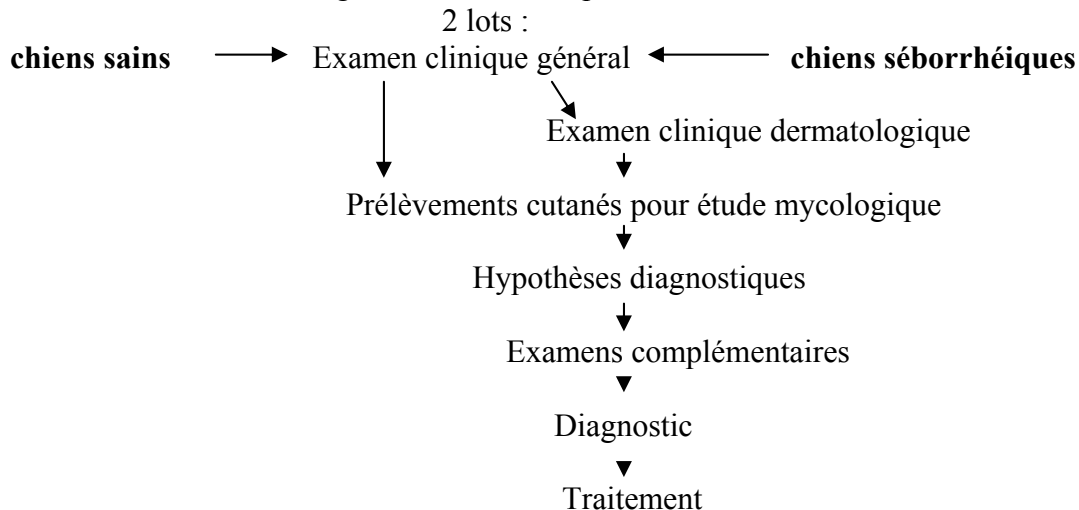 2 lots :
chiens sains Examen clinique général chiens séborrhéiques
Examen clinique dermatologique
Prélèvements cutanés pour étude mycologique
Hypothèses diagnostiques
Examens complémentaires
Diagnostic
Traitement